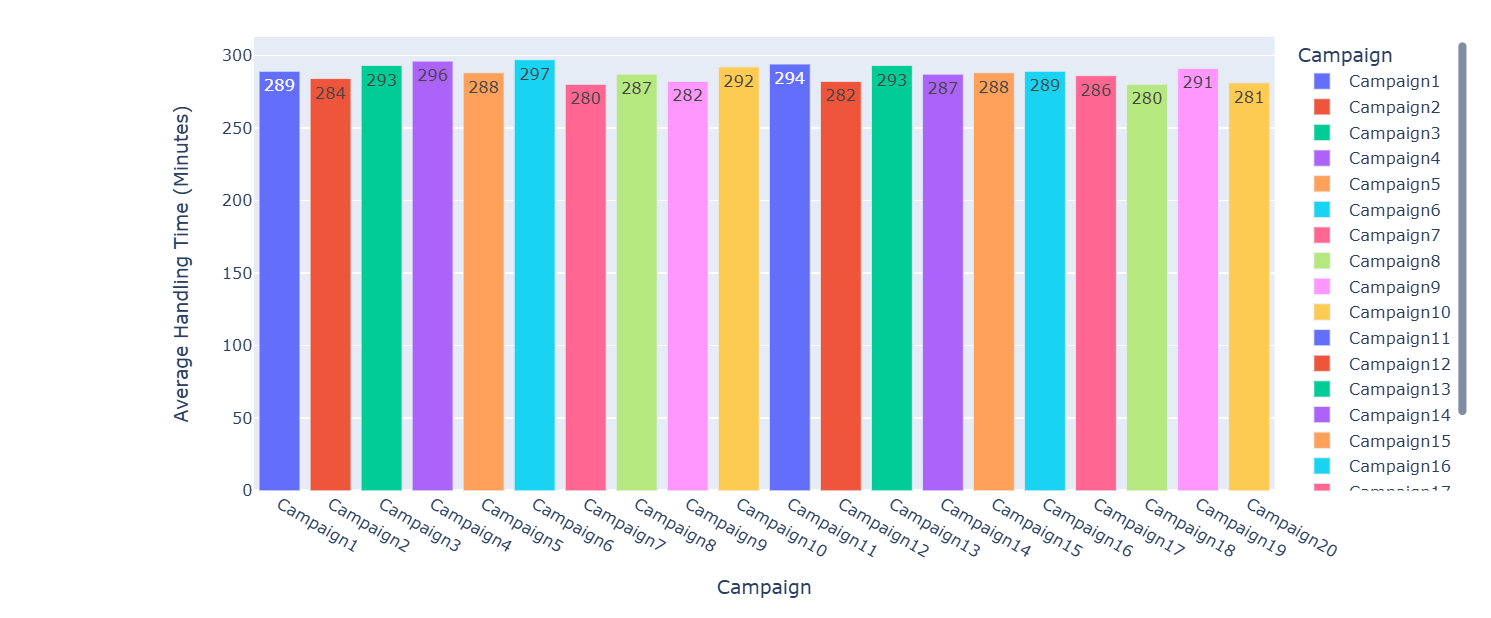 300
250
200
150
100
50
0
Average Handling Time (Minutes)
289
284
293
296
288
297
280
287
282
292
294
282
293
287
288
289
286
280
291
281
Campaign1
Campaign2
Campaign3
Campaign4
Campaign5
Campaign6
Campaign7
Campaign8
Campaign9
Campaign10
Campaign11
Campaign12
Campaign13
Campaign14
Campaign15
Campaign16
Campaign17
Campaign18
Campaign19
Campaign20
Campaign
Campaign
Campaign1
Campaign2
Campaign3
Campaign4
Campaign5
Campaign6
Campaign7
Campaign8
Campaign9
Campaign10
Campaign11
Campaign12
Campaign13
Campaign14
Campaign15
Campaign16
Campaign17